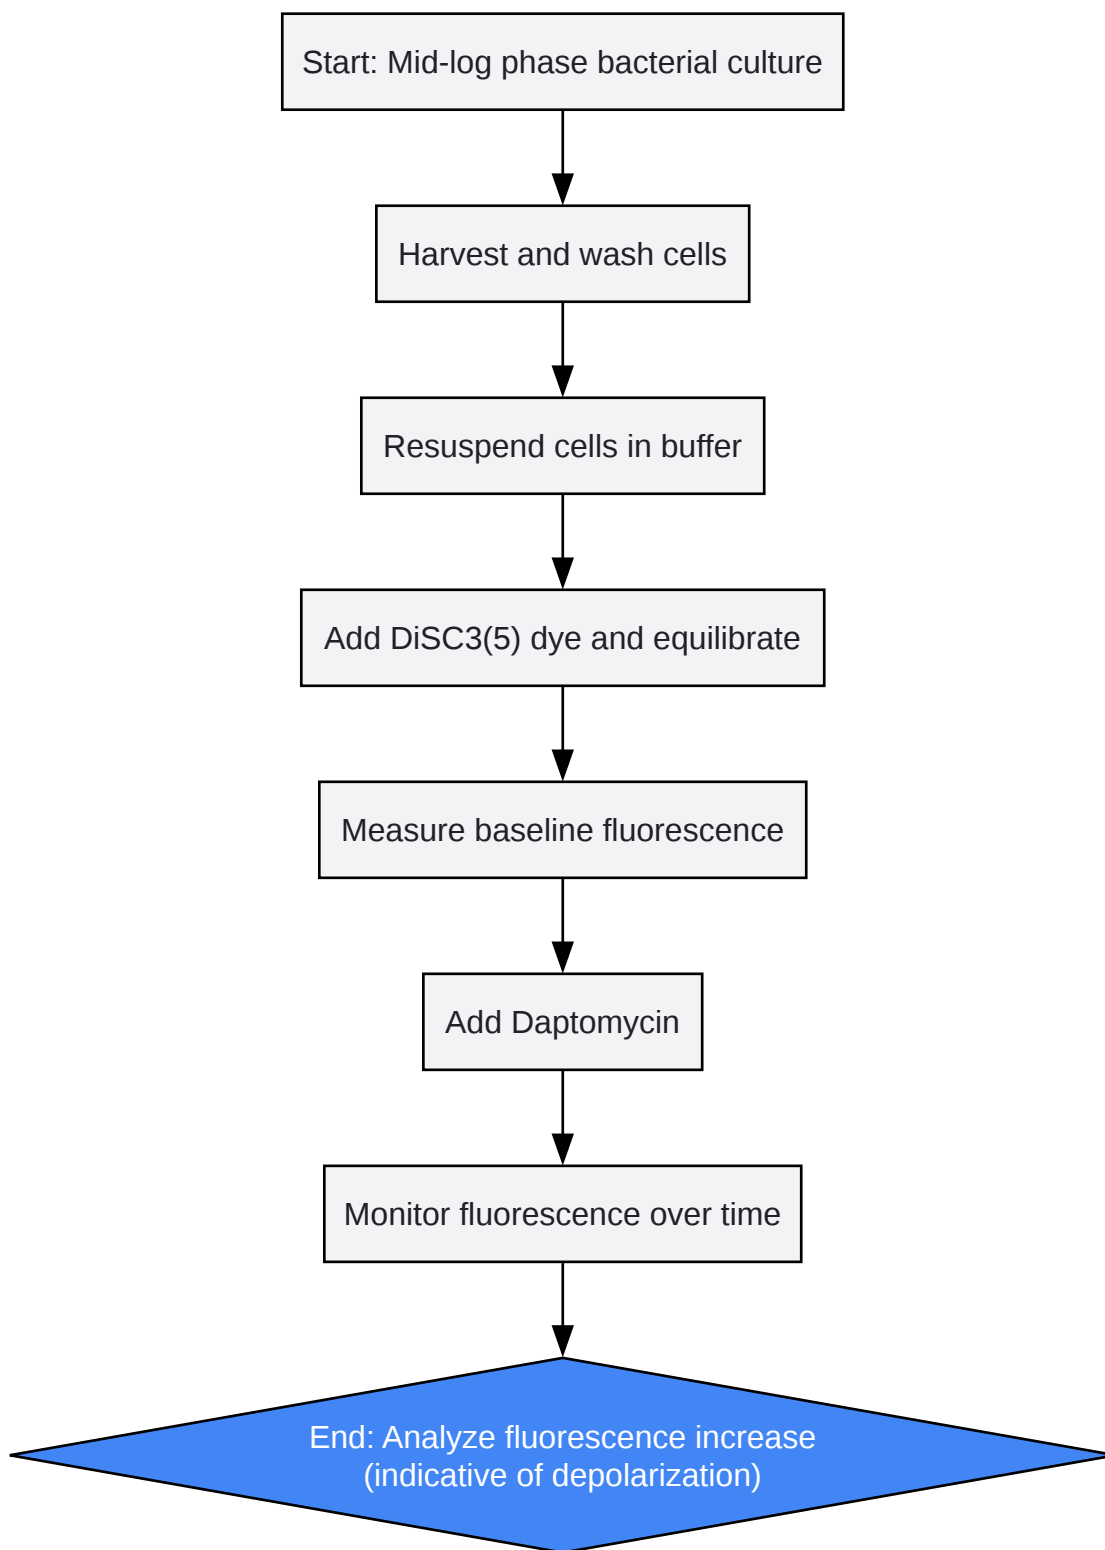 Start: Mid-log phase bacterial culture
Harvest and wash cells
Resuspend cells in buffer
Add DiSC3(5) dye and equilibrate
Measure baseline fluorescence
Add Daptomycin
Monitor fluorescence over time
End: Analyze fluorescence increase
(indicative of depolarization)